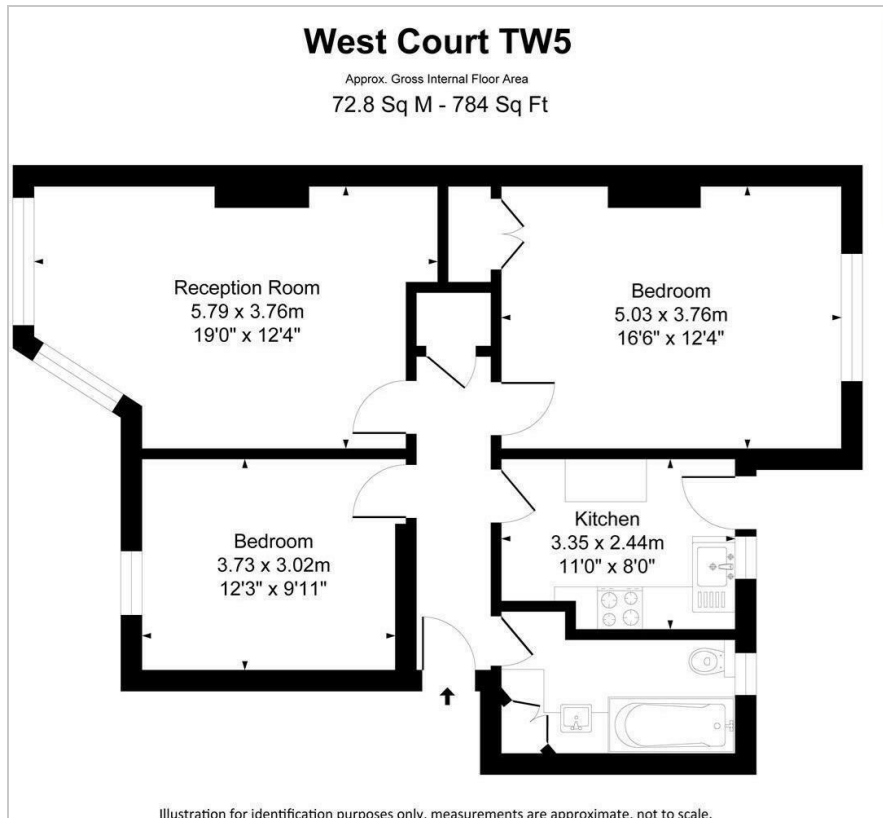 West Court TW5
Approx. Gross Internal Floor Area
72.8 Sq M - 784 Sq Ft
Reception Room
5.79 x 3.76m
19'0" x 12'4"
Bedroom
5.03 x 3.76m
16'6" x 12'4"
Bedroom
3.73 x 3.02m
12'3" x 9'11"
Kitchen
3.35 x 2.44m
11'0" x 8'0"
Illustration for identification purposes only, measurements are approximate, not to scale.